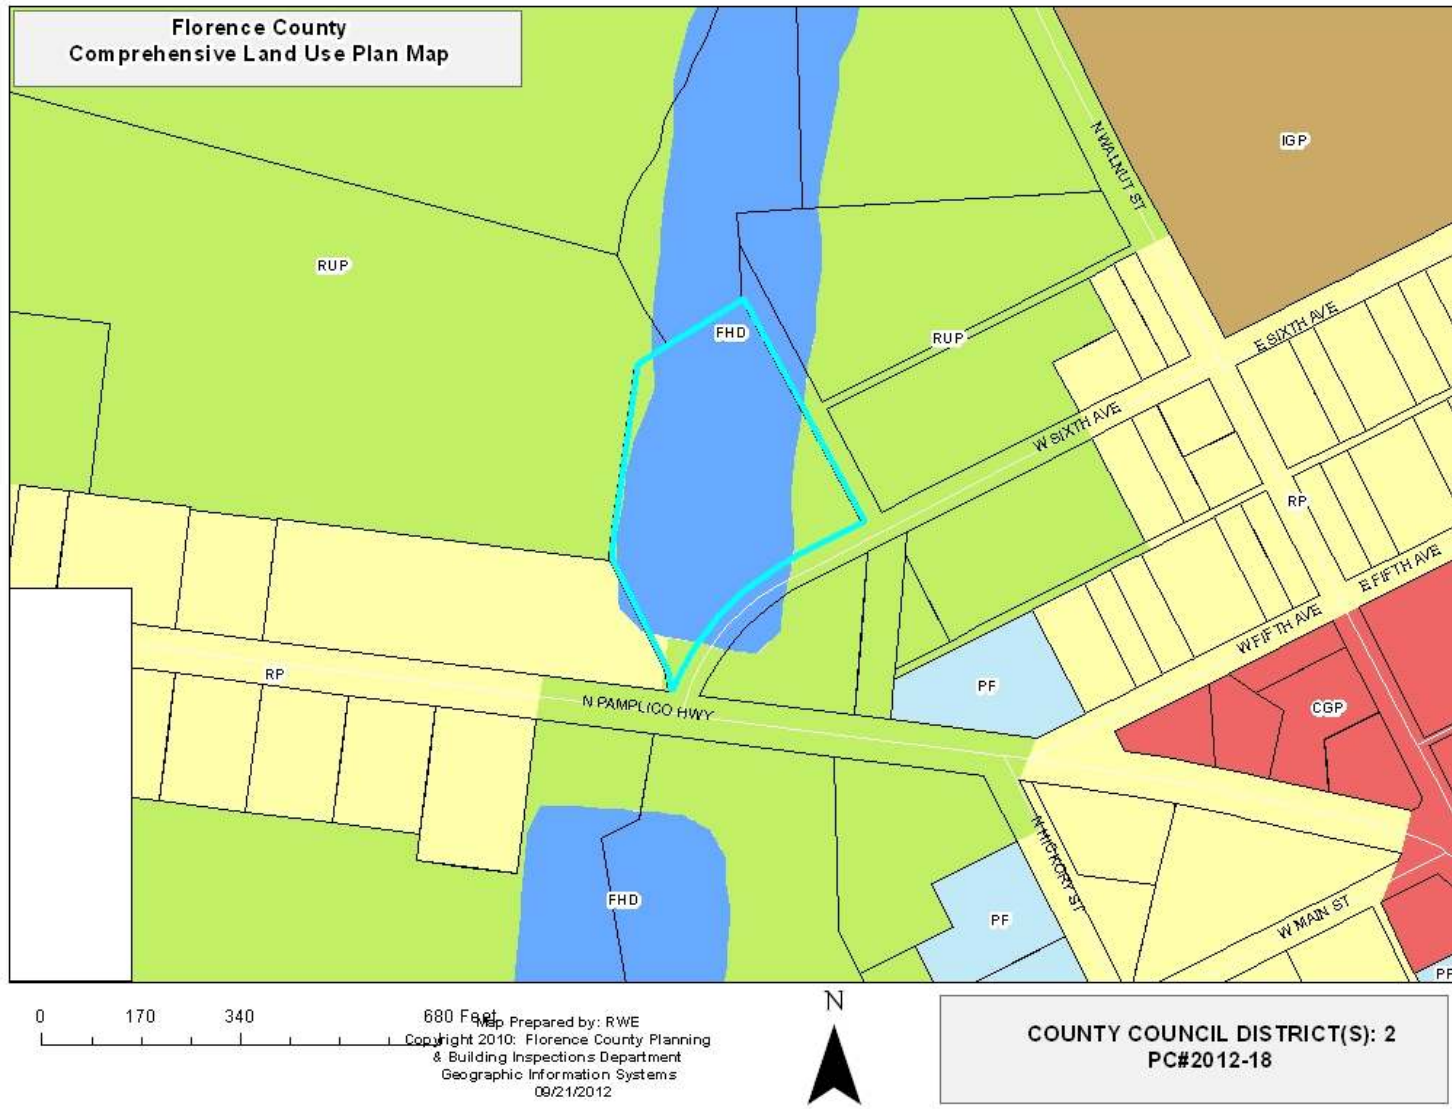 Florence County
Comprehensive Land Use Plan Map
IGP
N WALNUT ST
RUP
FHD
RUP
E SIXTH AVE
W SIXTH AVE
RP
E FIFTH AVE
W FIFTH AVE
RP
PF
N PAMPLICO HWY
CGP
N HICKORY ST
FHD
PF
W MAIN ST
PF
0 170 340 680 Feet
N
Map Prepared by: RWE
Copyright 2010: Florence County Planning
& Building Inspections Department
Geographic Information Systems
09/21/2012
COUNTY COUNCIL DISTRICT(S): 2
PC#2012-18